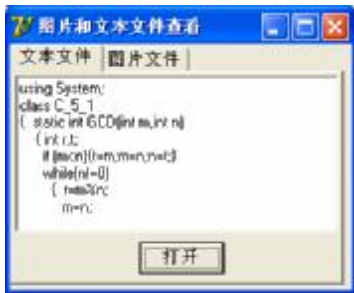 图片和文本文件查看
文本文件 图片文件
using System;
class C_5_1
{ static int GCD(int m,int n)
{ int r,t;
if (m<n){t=m,m=n,n=t;}
while(n!=0)
{ r=m%n;
m=n;
打开